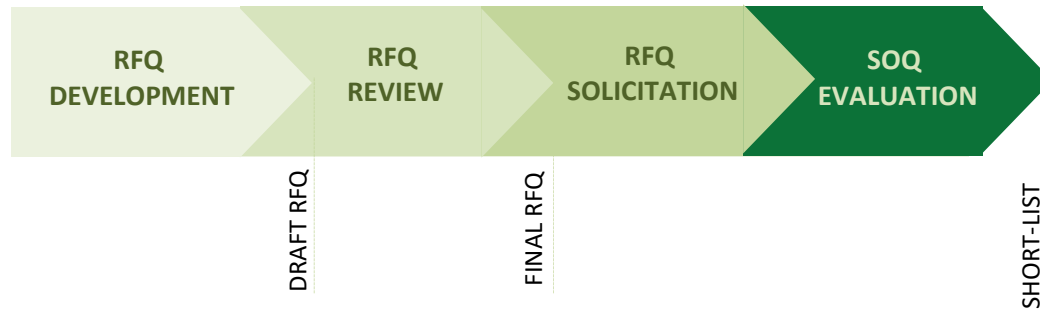 RFQ
DEVELOPMENT
RFQ
REVIEW
RFQ
SOLICITATION
SOQ
EVALUATION
DRAFT RFQ
FINAL RFQ
SHORT-LIST